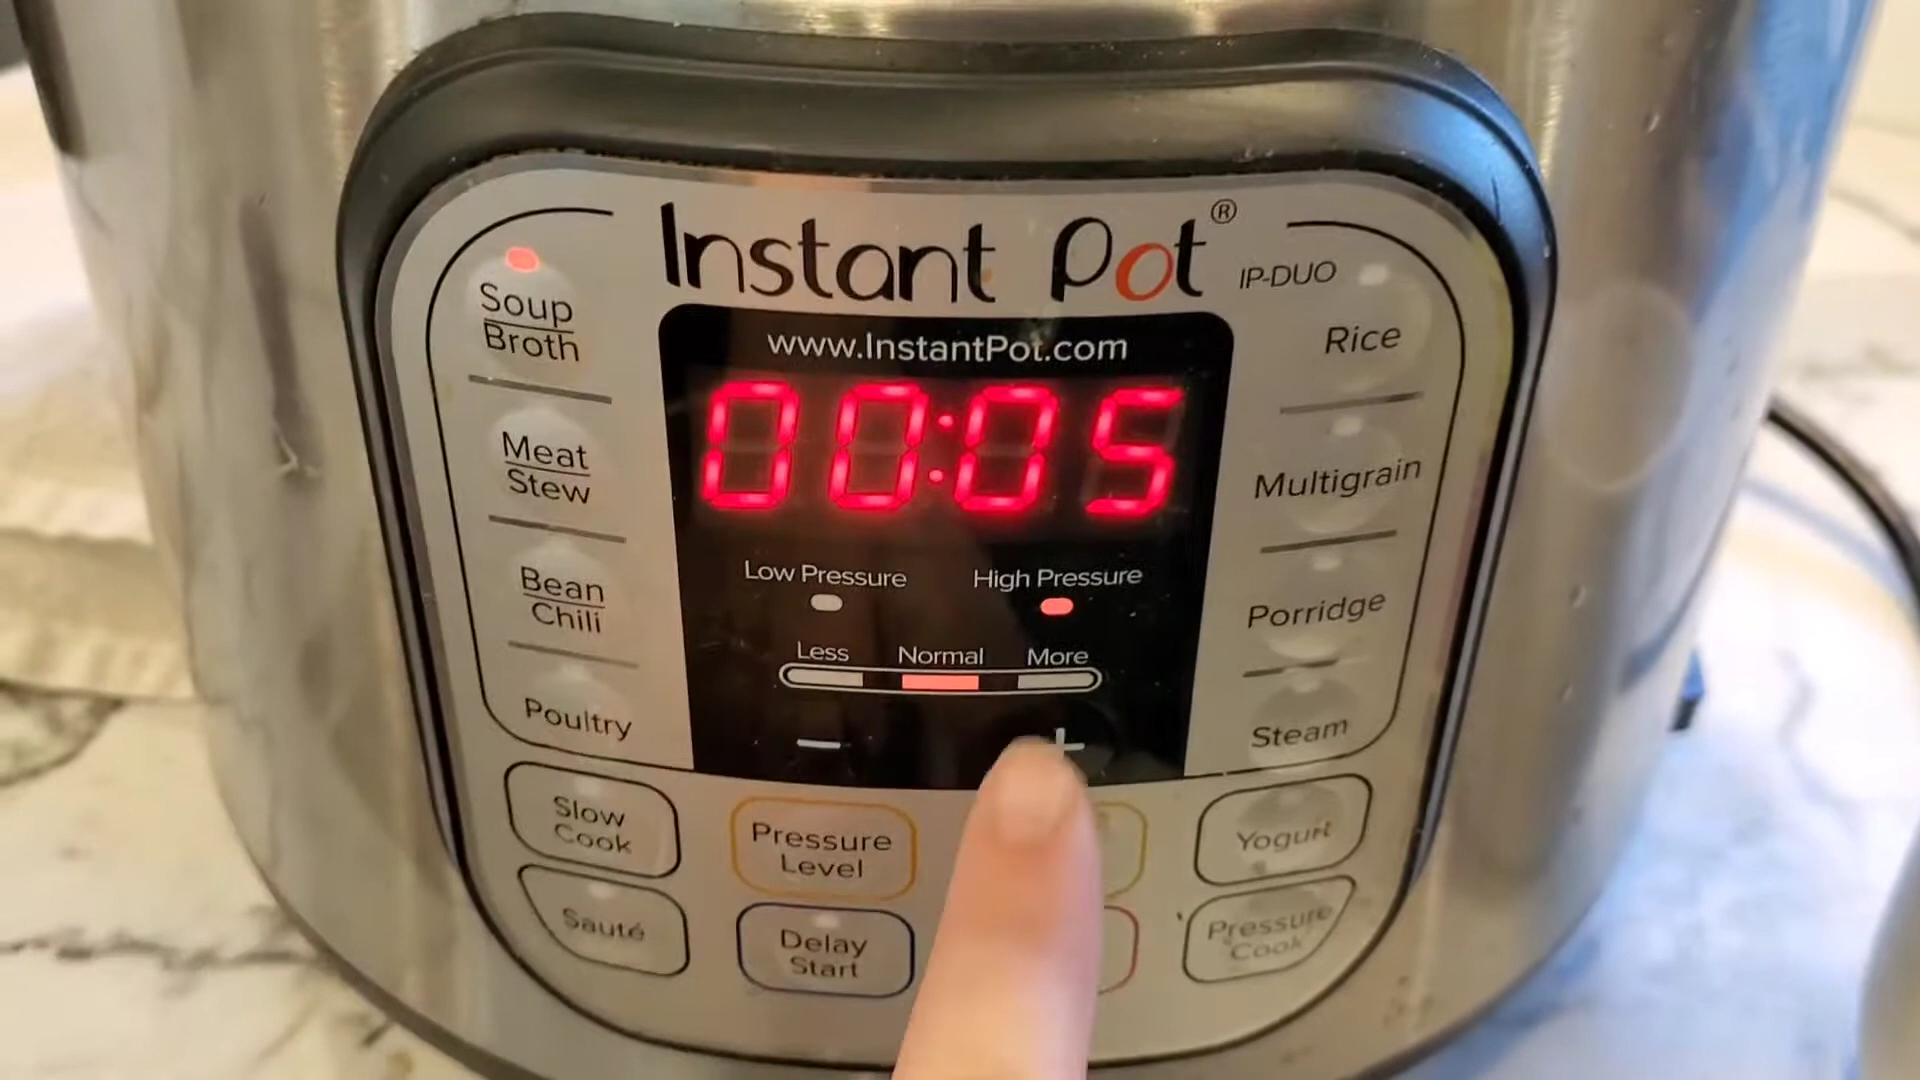 Instant Pot®
IP-DUO
www.InstantPot.com
00:05
Low Pressure
High Pressure
Less
Normal
More
−
+
Soup
Broth
Meat
Stew
Bean
Chili
Poultry
Rice
Multigrain
Porridge
Steam
Slow
Cook
Sauté
Pressure
Level
Delay
Start
Yogurt
Pressure
Cook